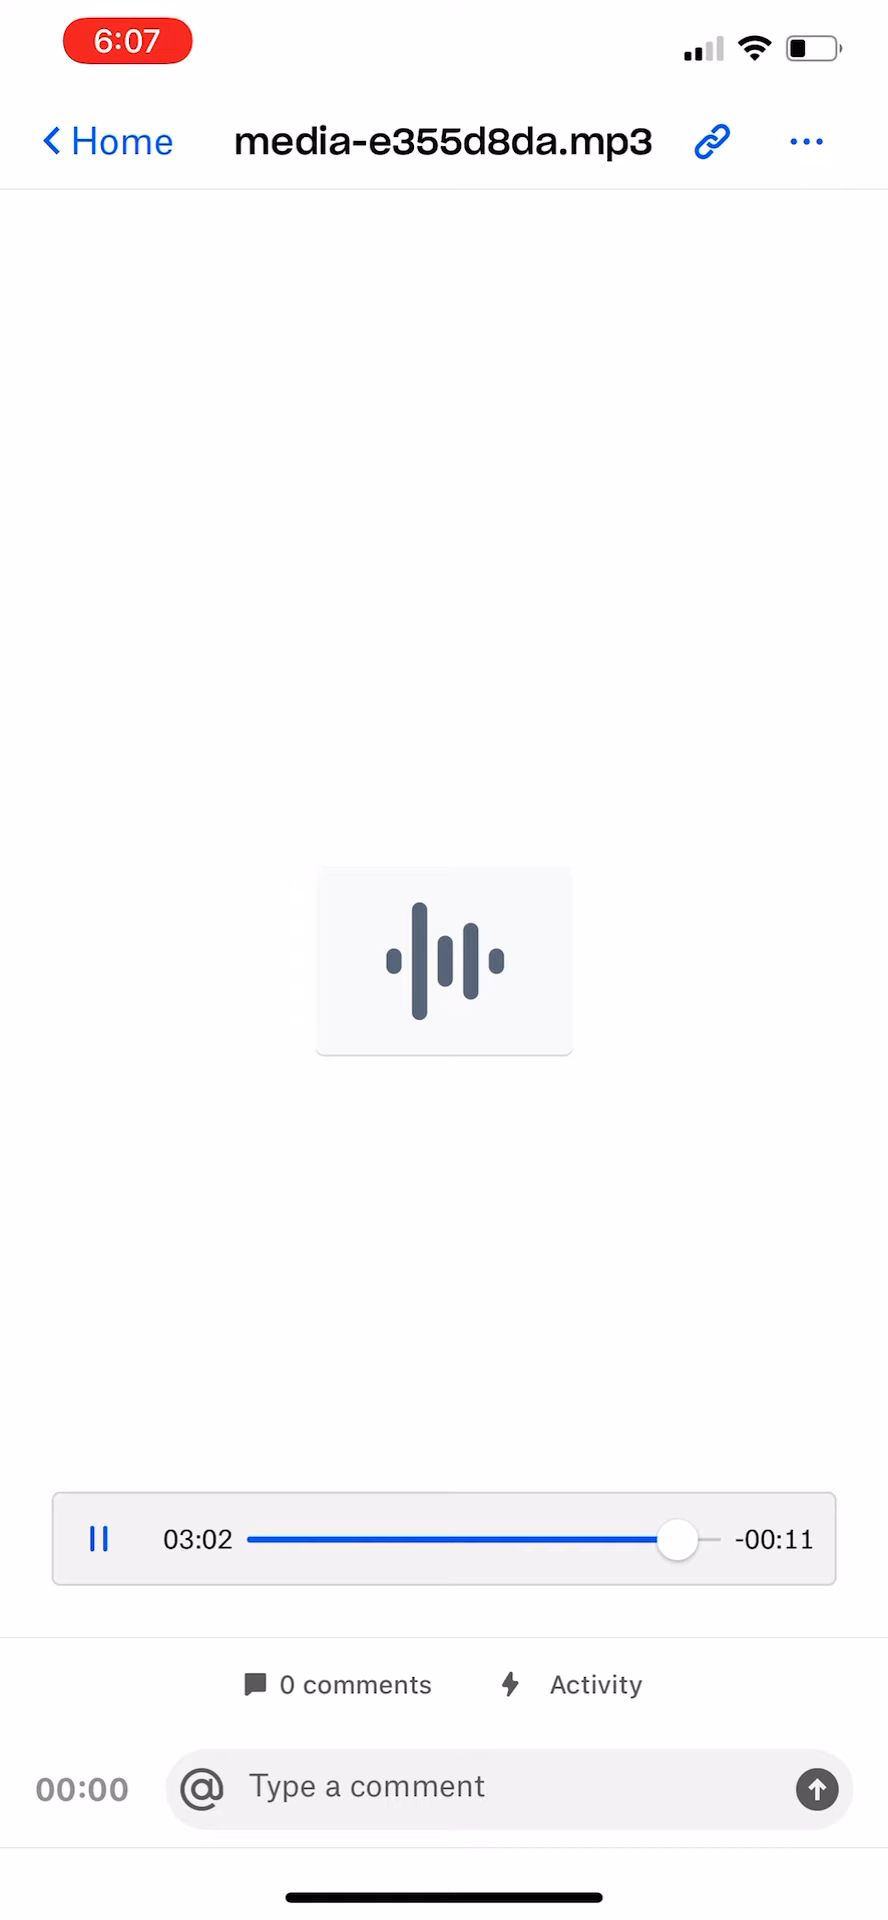 6:07
Home media-e355d8da.mp3 ...
03:02 -00:11
0 comments Activity
00:00 @ Type a comment